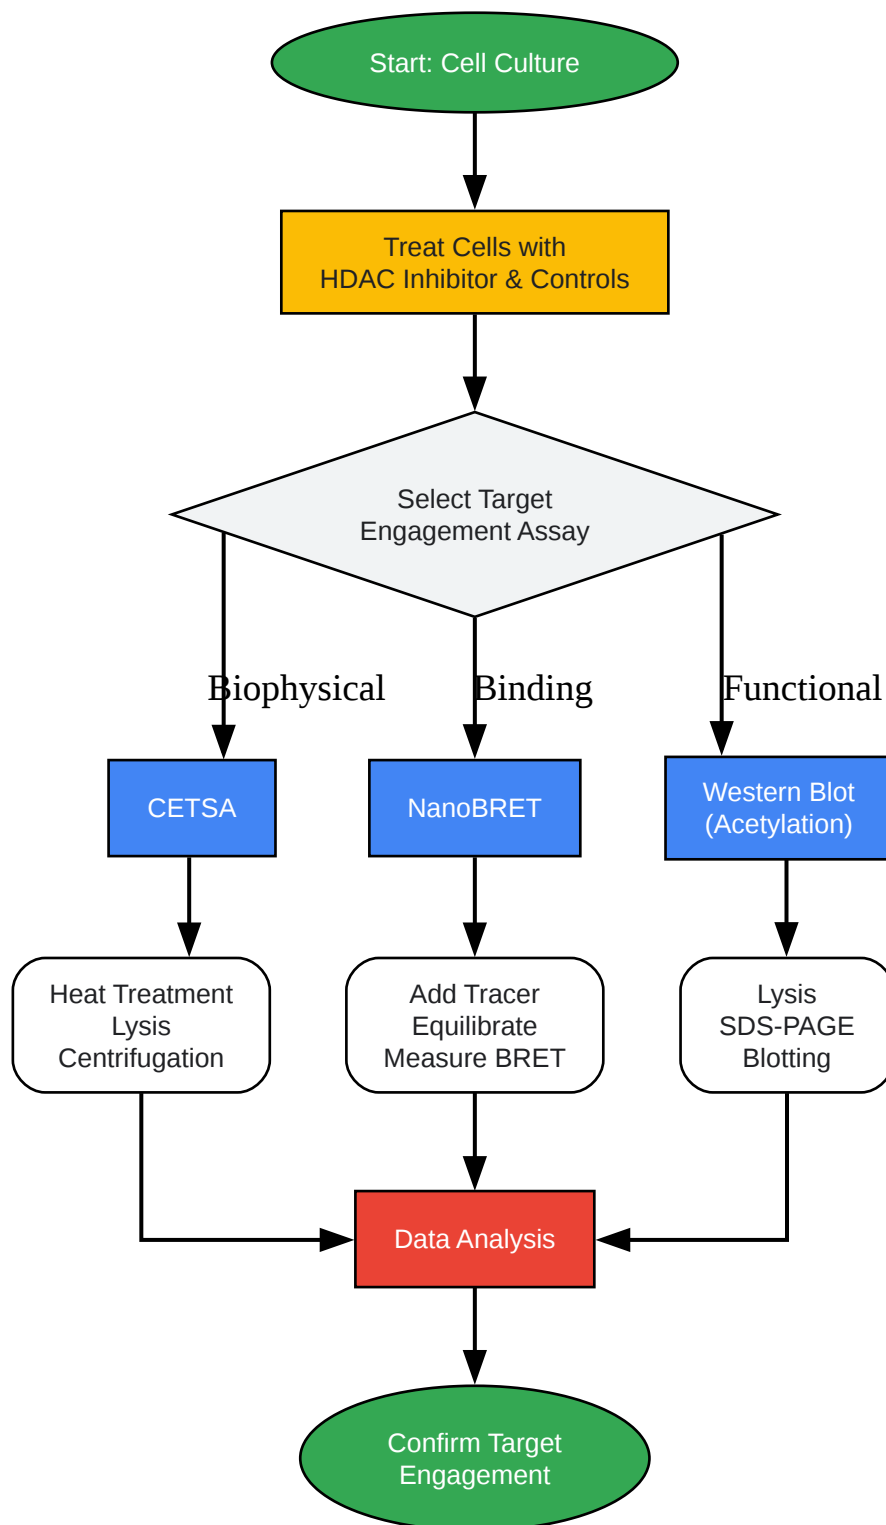 Start: Cell Culture
Treat Cells with
HDAC Inhibitor & Controls
Select Target
Engagement Assay
Biophysical
Binding
Functional
CETSA
NanoBRET
Western Blot
(Acetylation)
Heat Treatment
Lysis
Centrifugation
Add Tracer
Equilibrate
Measure BRET
Lysis
SDS-PAGE
Blotting
Data Analysis
Confirm Target
Engagement